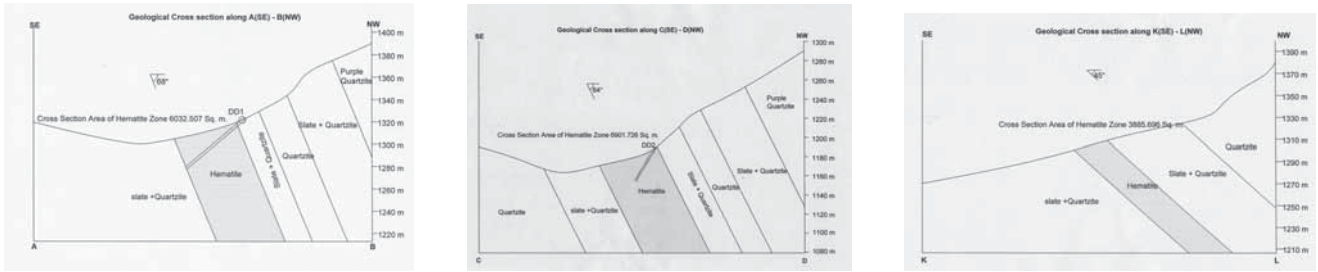 Geological Cross section along A(SE) - B(NW)
SE
NW
1400 m
1380 m
1360 m
1340 m
1320 m
1300 m
1280 m
1260 m
1240 m
1220 m
68°
Purple
Quartzite
DD1
Cross Section Area of Hematite Zone 6032.507 Sq. m.
Slate + Quartzite
Quartzite
Slate + Quartzite
Hematite
slate +Quartzite
A
B
Geological Cross section along C(SE) - D(NW)
SE
NW
1300 m
1280 m
1260 m
1240 m
1220 m
1200 m
1180 m
1160 m
1140 m
1120 m
1100 m
1080 m
64°
Purple
Quartzite
Cross Section Area of Hematite Zone 6901.726 Sq. m.
DD2
Slate + Quartzite
Quartzite
Slate + Quartzite
Hematite
slate +Quartzite
Quartzite
C
D
Geological Cross section along K(SE) - L(NW)
SE
NW
1390 m
1370 m
1350 m
1330 m
1310 m
1290 m
1270 m
1250 m
1230 m
1210 m
45°
Cross Section Area of Hematite Zone 3885.696 Sq. m.
Quartzite
Slate + Quartzite
Hematite
slate +Quartzite
K
L